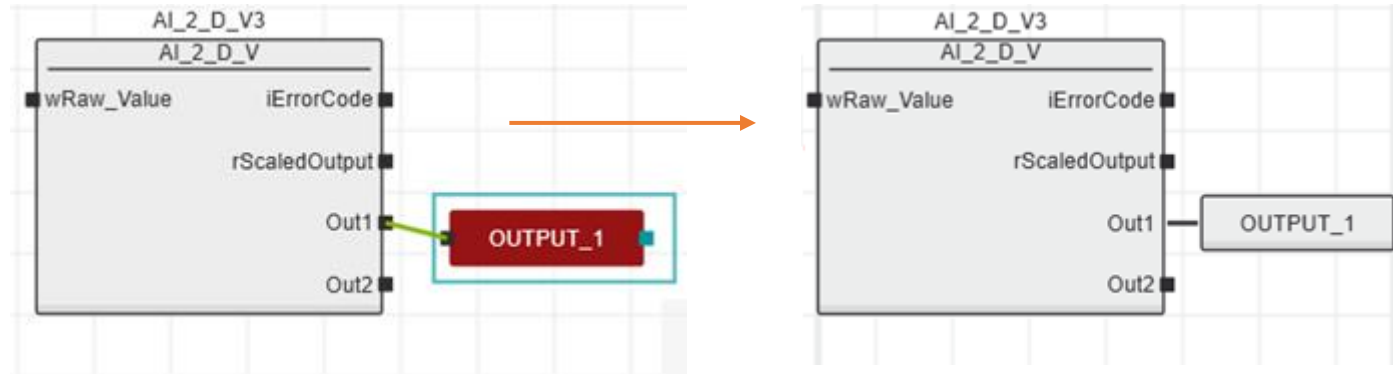 AI_2_D_V3
AI_2_D_V
wRaw_Value iErrorCode
rScaledOutput
Out1
OUTPUT_1
Out2
AI_2_D_V3
AI_2_D_V
wRaw_Value iErrorCode
rScaledOutput
Out1
OUTPUT_1
Out2